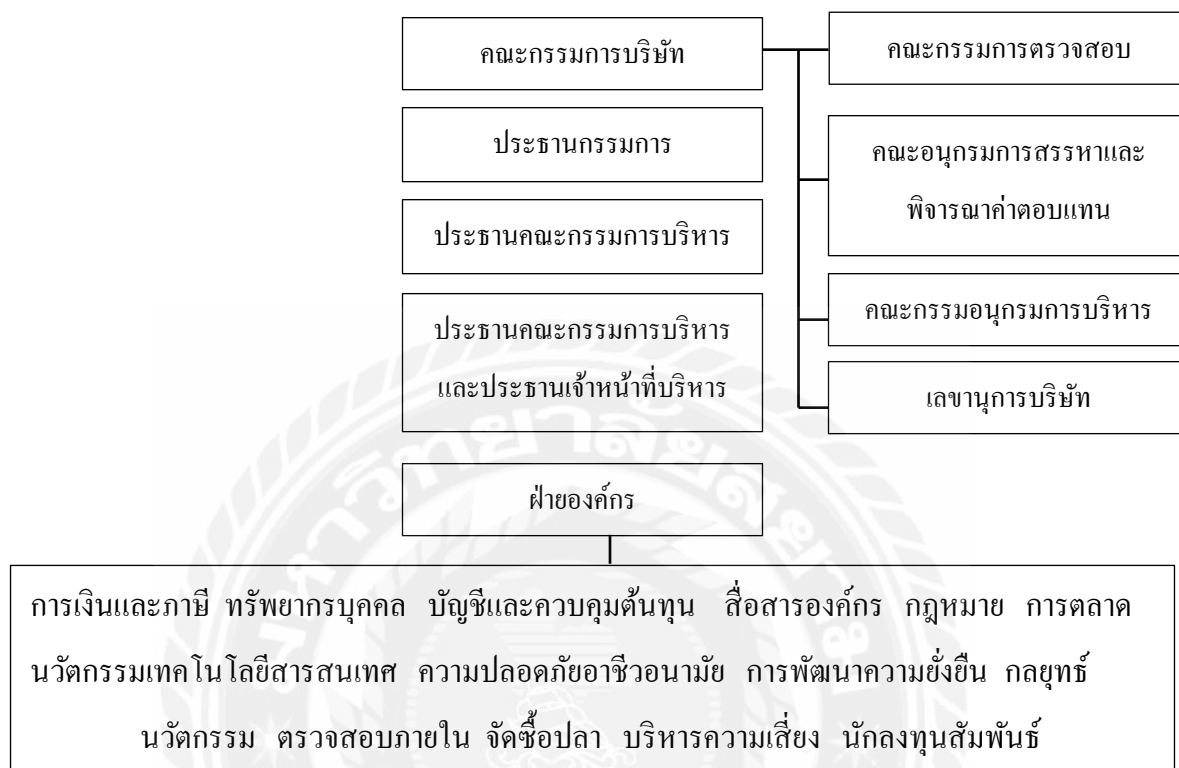 คณะกรรมการบริษัท
คณะกรรมการตรวจสอบ
ประธานกรรมการ
คณะอนุกรมการสรรหาและ
พิจารณาค่าตอบแทน
ประธานคณะกรรมการบริหาร
คณะกรรมอนุกรมการบริหาร
ประธานคณะกรรมการบริหาร
และประธานเจ้าหน้าที่บริหาร
เลขานุการบริษัท
ฝ่ายองค์กร
การเงินและภาษี ทรัพยากรบุคคล บัญชีและควบคุมต้นทุน สื่อสารองค์กร กฎหมาย การตลาด
นวัตกรรมเทคโนโลยีสารสนเทศ ความปลอดภัยอาชีวอนามัย การพัฒนาความยั่งยืน กลยุทธ์
นวัตกรรม ตรวจสอบภายใน จัดซื้อปลา บริหารความเสี่ยง นักลงทุนสัมพันธ์
มหาวิทยาลัยสยาม